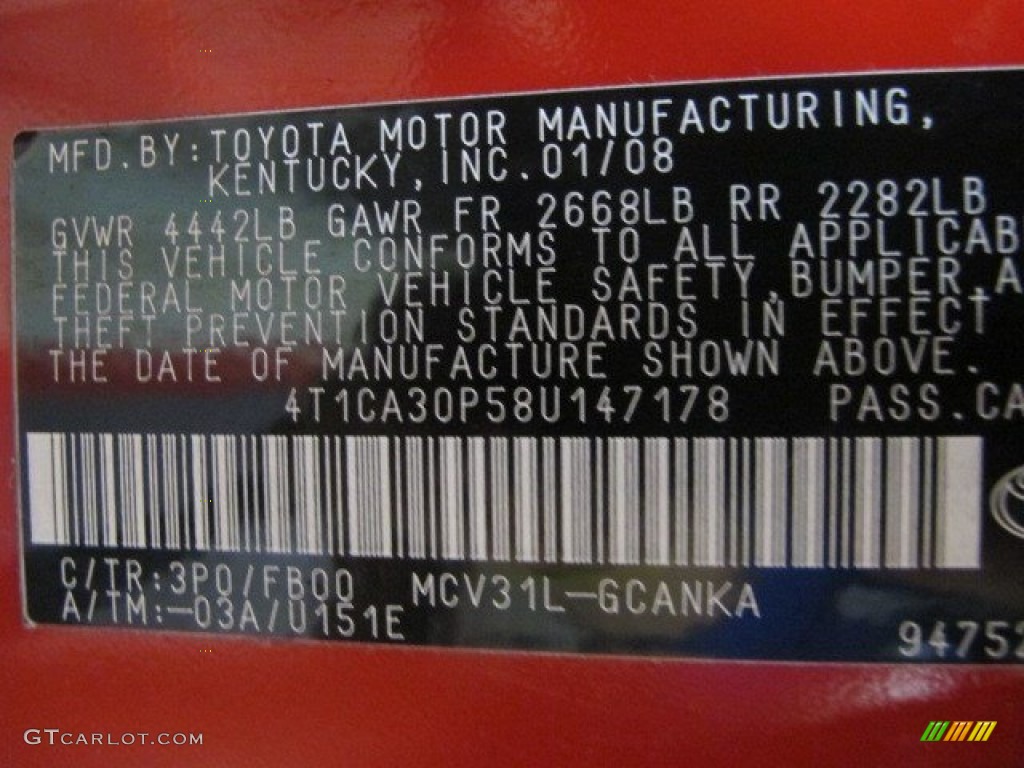 MFD.BY:TOYOTA MOTOR MANUFACTURING,
KENTUCKY,INC.01/08
GVWR 4442LB GAWR FR 2668LB RR 2282LB
THIS VEHICLE CONFORMS TO ALL APPLICAB
FEDERAL MOTOR VEHICLE SAFETY,BUMPER,A
THEFT PREVENTION STANDARDS IN EFFECT
THE DATE OF MANUFACTURE SHOWN ABOVE.
4T1CA30P58U147178 PASS.CA
C/TR:3P0/FB00 MCV31L-GCANKA
A/TM:-03A/U151E
94752
GTCARLOT.COM